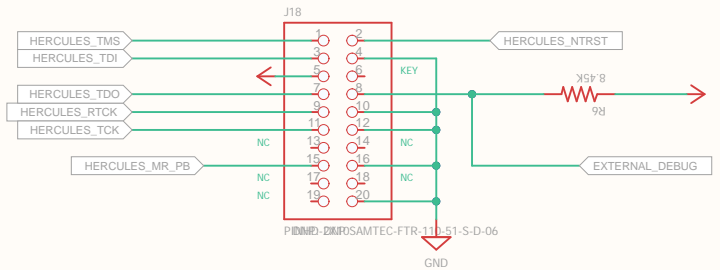 J18
HERCULES_TMS 1 2 HERCULES_NTRST
HERCULES_TDI 3 4
5 6 KEY
HERCULES_TDO 7 8
8.45K
R6
HERCULES_RTCK 9 10
HERCULES_TCK 11 12
NC 13 14 NC
HERCULES_MR_PB 15 16 EXTERNAL_DEBUG
NC 17 18 NC
NC 19 20
SAMTEC-FTR-110-51-S-D-06
GND